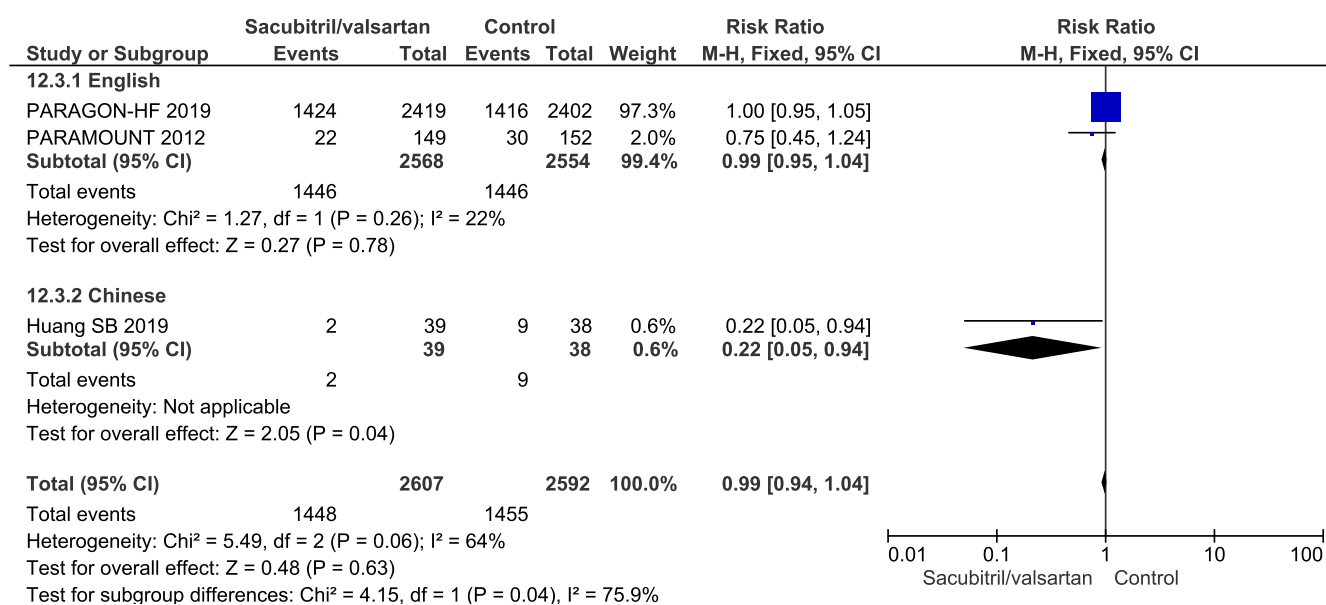 Sacubitril/valsartan Control Risk Ratio Risk Ratio
Study or Subgroup Events Total Events Total Weight M-H, Fixed, 95% CI M-H, Fixed, 95% CI
12.3.1 English
PARAGON-HF 2019 1424 2419 1416 2402 97.3% 1.00 [0.95, 1.05]
PARAMOUNT 2012 22 149 30 152 2.0% 0.75 [0.45, 1.24]
Subtotal (95% CI) 2568 2554 99.4% 0.99 [0.95, 1.04]
Total events 1446 1446
Heterogeneity: Chi² = 1.27, df = 1 (P = 0.26); I² = 22%
Test for overall effect: Z = 0.27 (P = 0.78)
12.3.2 Chinese
Huang SB 2019 2 39 9 38 0.6% 0.22 [0.05, 0.94]
Subtotal (95% CI) 39 38 0.6% 0.22 [0.05, 0.94]
Total events 2 9
Heterogeneity: Not applicable
Test for overall effect: Z = 2.05 (P = 0.04)
Total (95% CI) 2607 2592 100.0% 0.99 [0.94, 1.04]
Total events 1448 1455
Heterogeneity: Chi² = 5.49, df = 2 (P = 0.06); I² = 64%
Test for overall effect: Z = 0.48 (P = 0.63)
Test for subgroup differences: Chi² = 4.15, df = 1 (P = 0.04), I² = 75.9%
0.01 0.1 1 10 100
Sacubitril/valsartan Control